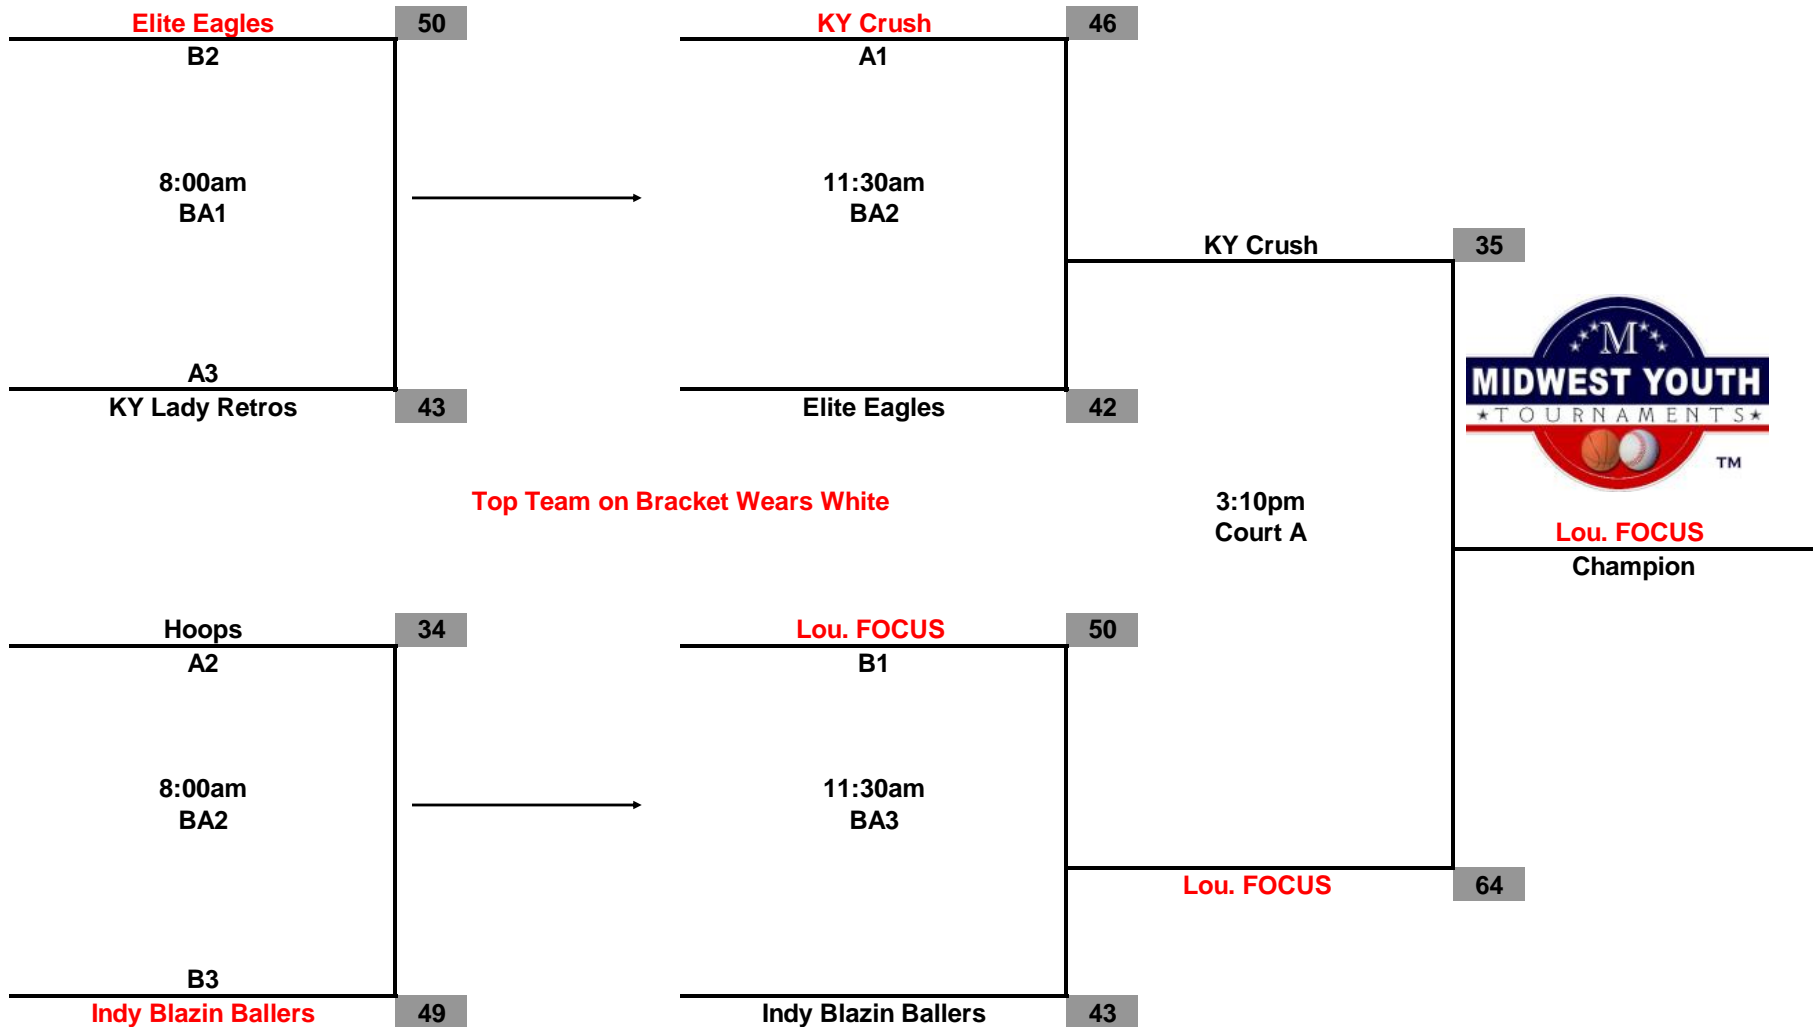 Elite Eagles 50
B2
8:00am
BA1
A3
KY Lady Retros 43
KY Crush 46
A1
11:30am
BA2
Elite Eagles 42
KY Crush 35
Top Team on Bracket Wears White
3:10pm
Court A
M
MIDWEST YOUTH
TOURNAMENTS
TM
Lou. FOCUS
Champion
Hoops 34
A2
8:00am
BA2
B3
Indy Blazin Ballers 49
Lou. FOCUS 50
B1
11:30am
BA3
Indy Blazin Ballers 43
Lou. FOCUS 64